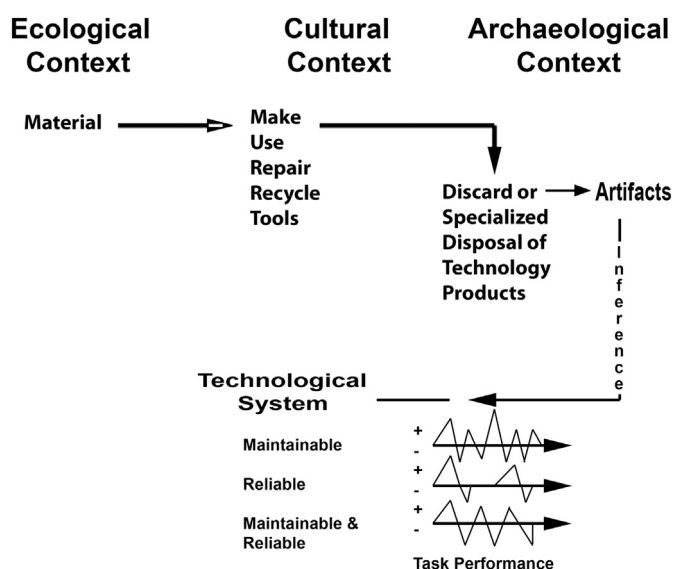 Ecological
Context
Cultural
Context
Archaeological
Context
Material
Make
Use
Repair
Recycle
Tools
Discard or
Specialized
Disposal of
Technology
Products
Artifacts
Inference
Technological
System
Maintainable
+
-
Reliable
+
-
Maintainable &
Reliable
+
-
Task Performance